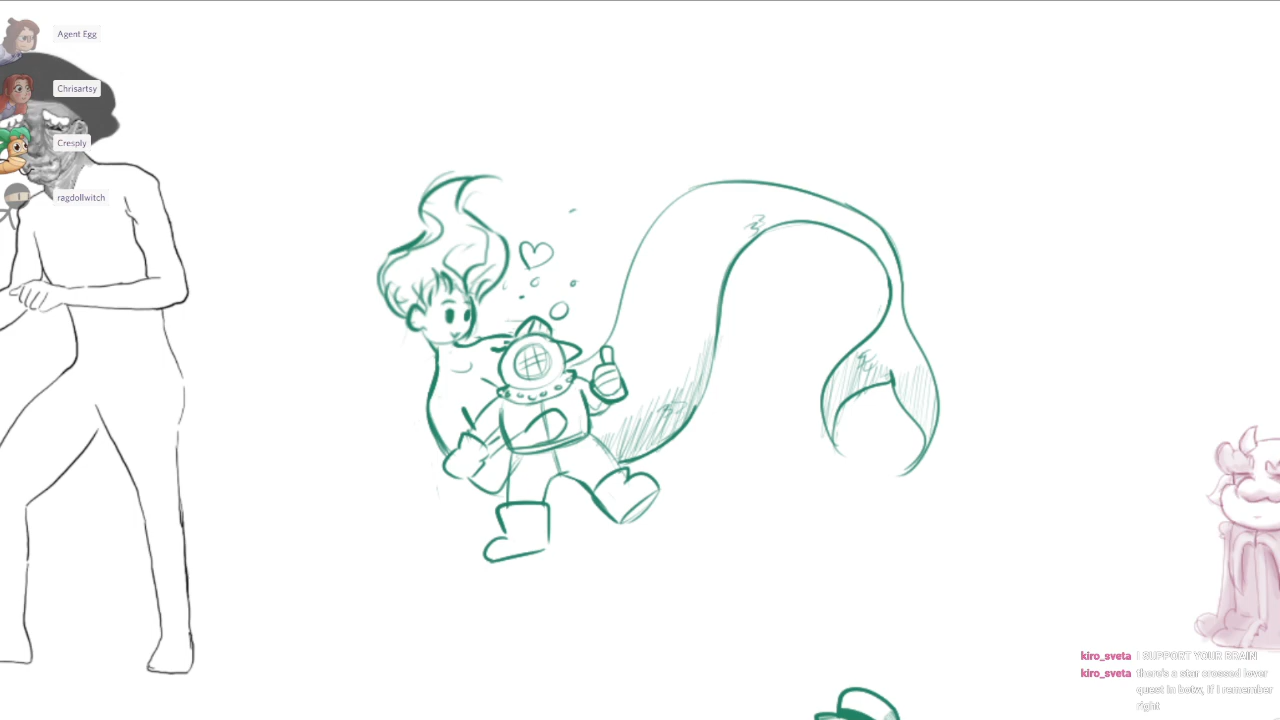 Agent Egg
Chrisartsy
Cresply
1
ragdollwitch
kiro_sveta I SUPPORT YOUR BRAIN
kiro_sveta there's a star crossed lover
quest in botw, if I remember
right